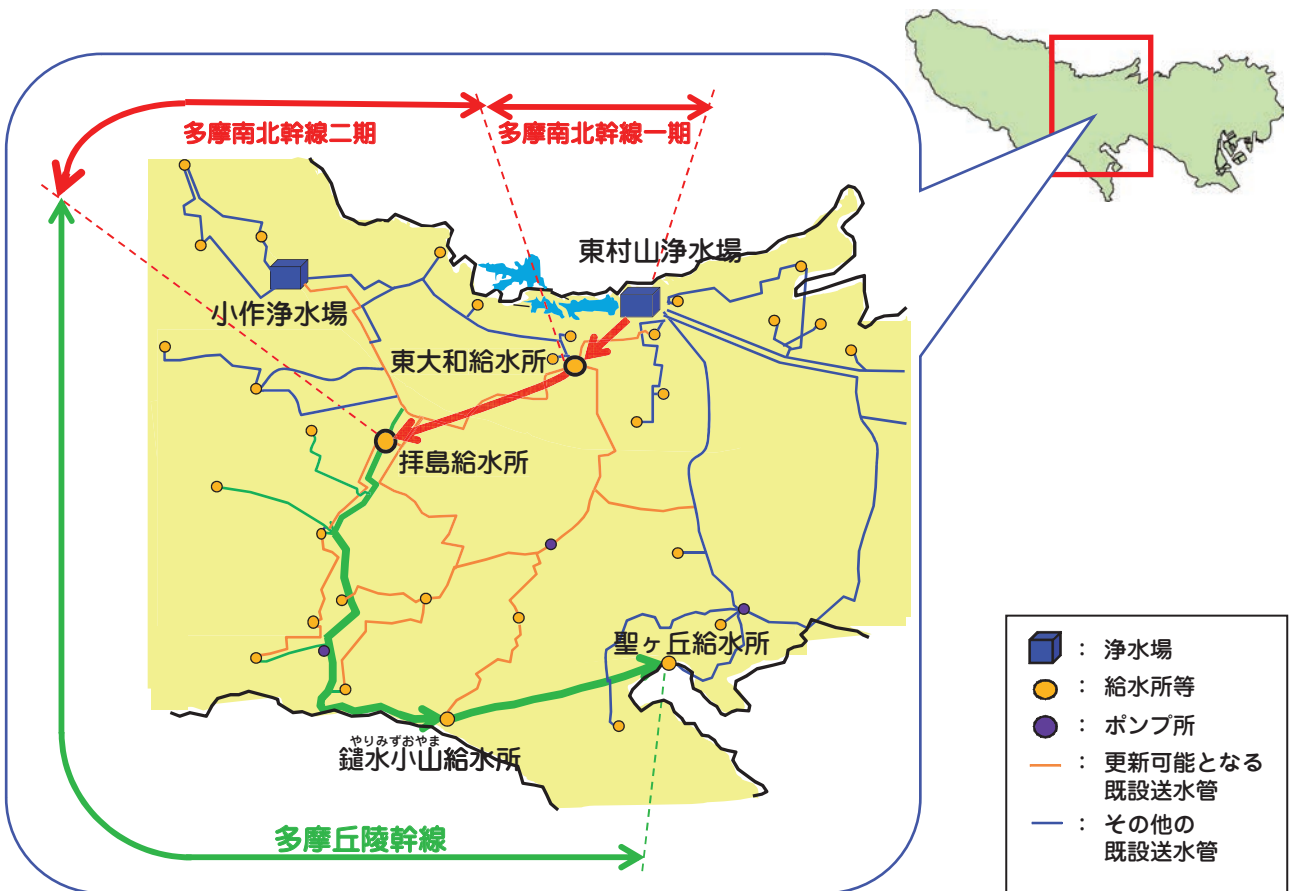 多摩南北幹線二期
多摩南北幹線一期
東村山浄水場
小作浄水場
東大和給水所
拝島給水所
聖ヶ丘給水所
やりみずおやま
鑓水小山給水所
多摩丘陵幹線
： 浄水場
： 給水所等
： ポンプ所
： 更新可能となる
既設送水管
： その他の
既設送水管